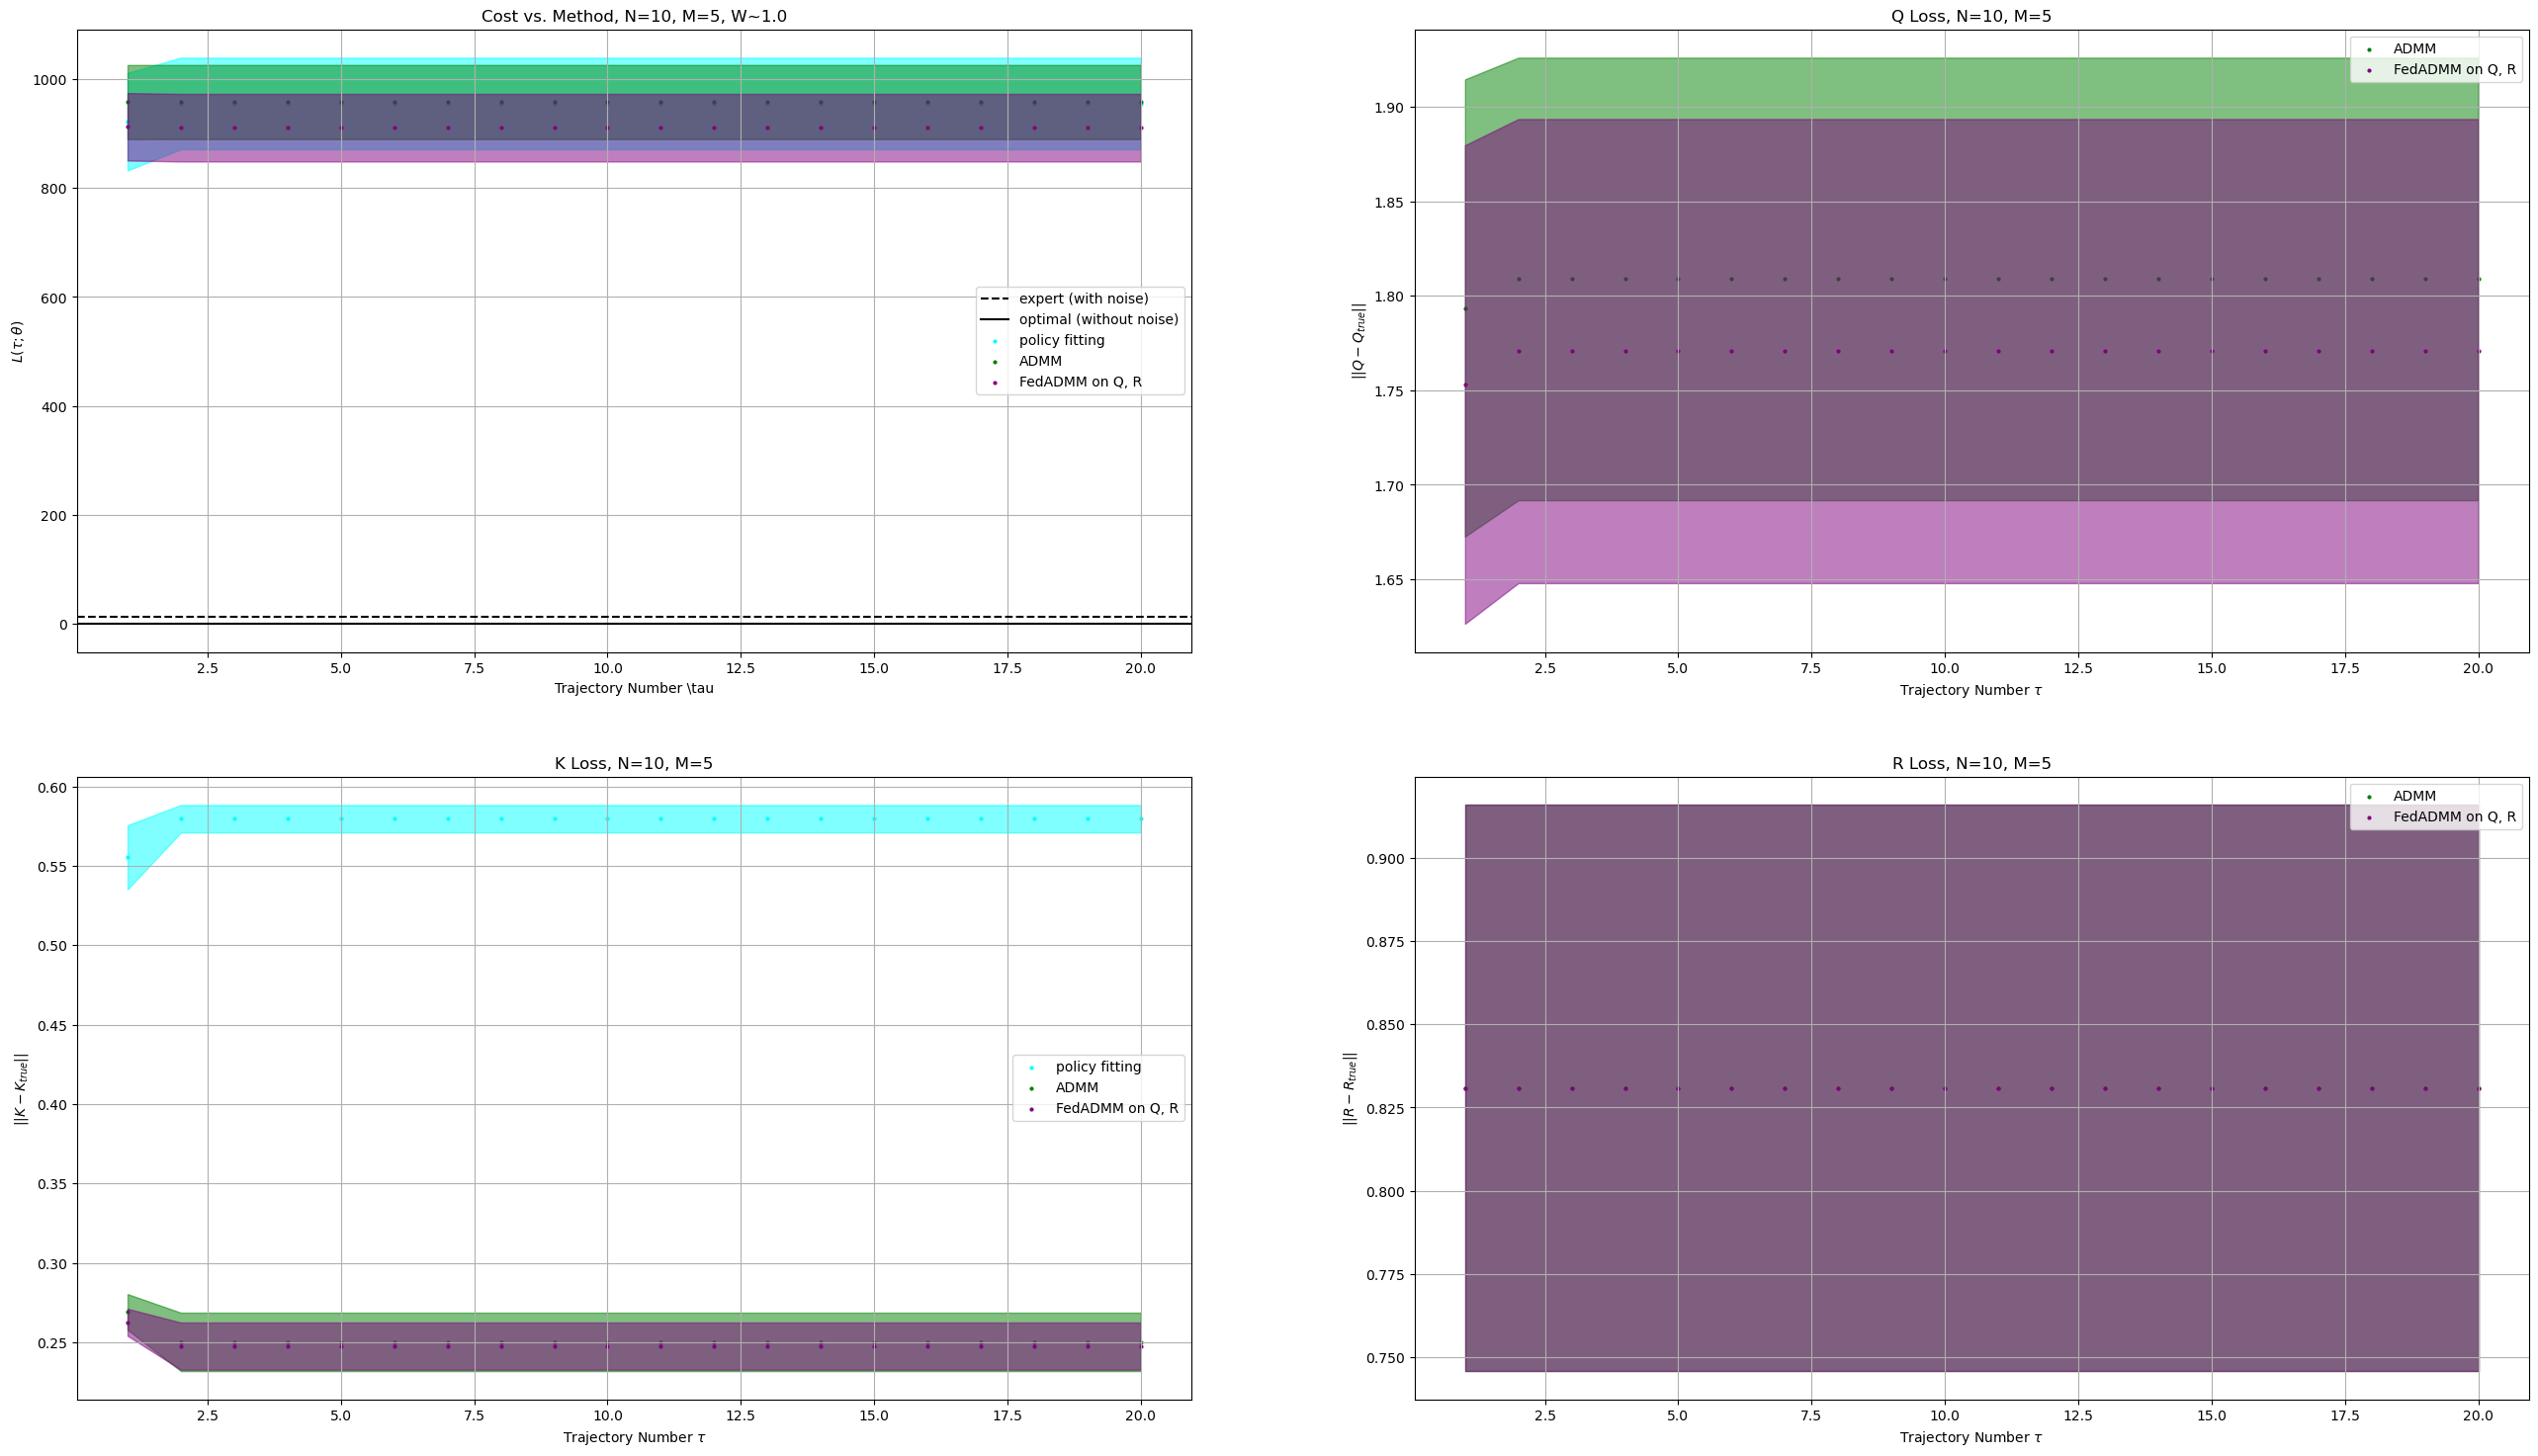 Cost vs. Method, N=10, M=5, W~1.0
1000
800
600
400
200
0
L(τ; θ)
2.5 5.0 7.5 10.0 12.5 15.0 17.5 20.0
Trajectory Number \tau
expert (with noise)
optimal (without noise)
policy fitting
ADMM
FedADMM on Q, R
Q Loss, N=10, M=5
1.90
1.85
1.80
1.75
1.70
1.65
||Q − Q_{true}||
2.5 5.0 7.5 10.0 12.5 15.0 17.5 20.0
Trajectory Number τ
ADMM
FedADMM on Q, R
K Loss, N=10, M=5
0.60
0.55
0.50
0.45
0.40
0.35
0.30
0.25
||K − K_{true}||
2.5 5.0 7.5 10.0 12.5 15.0 17.5 20.0
Trajectory Number τ
policy fitting
ADMM
FedADMM on Q, R
R Loss, N=10, M=5
0.900
0.875
0.850
0.825
0.800
0.775
0.750
||R − R_{true}||
2.5 5.0 7.5 10.0 12.5 15.0 17.5 20.0
Trajectory Number τ
ADMM
FedADMM on Q, R